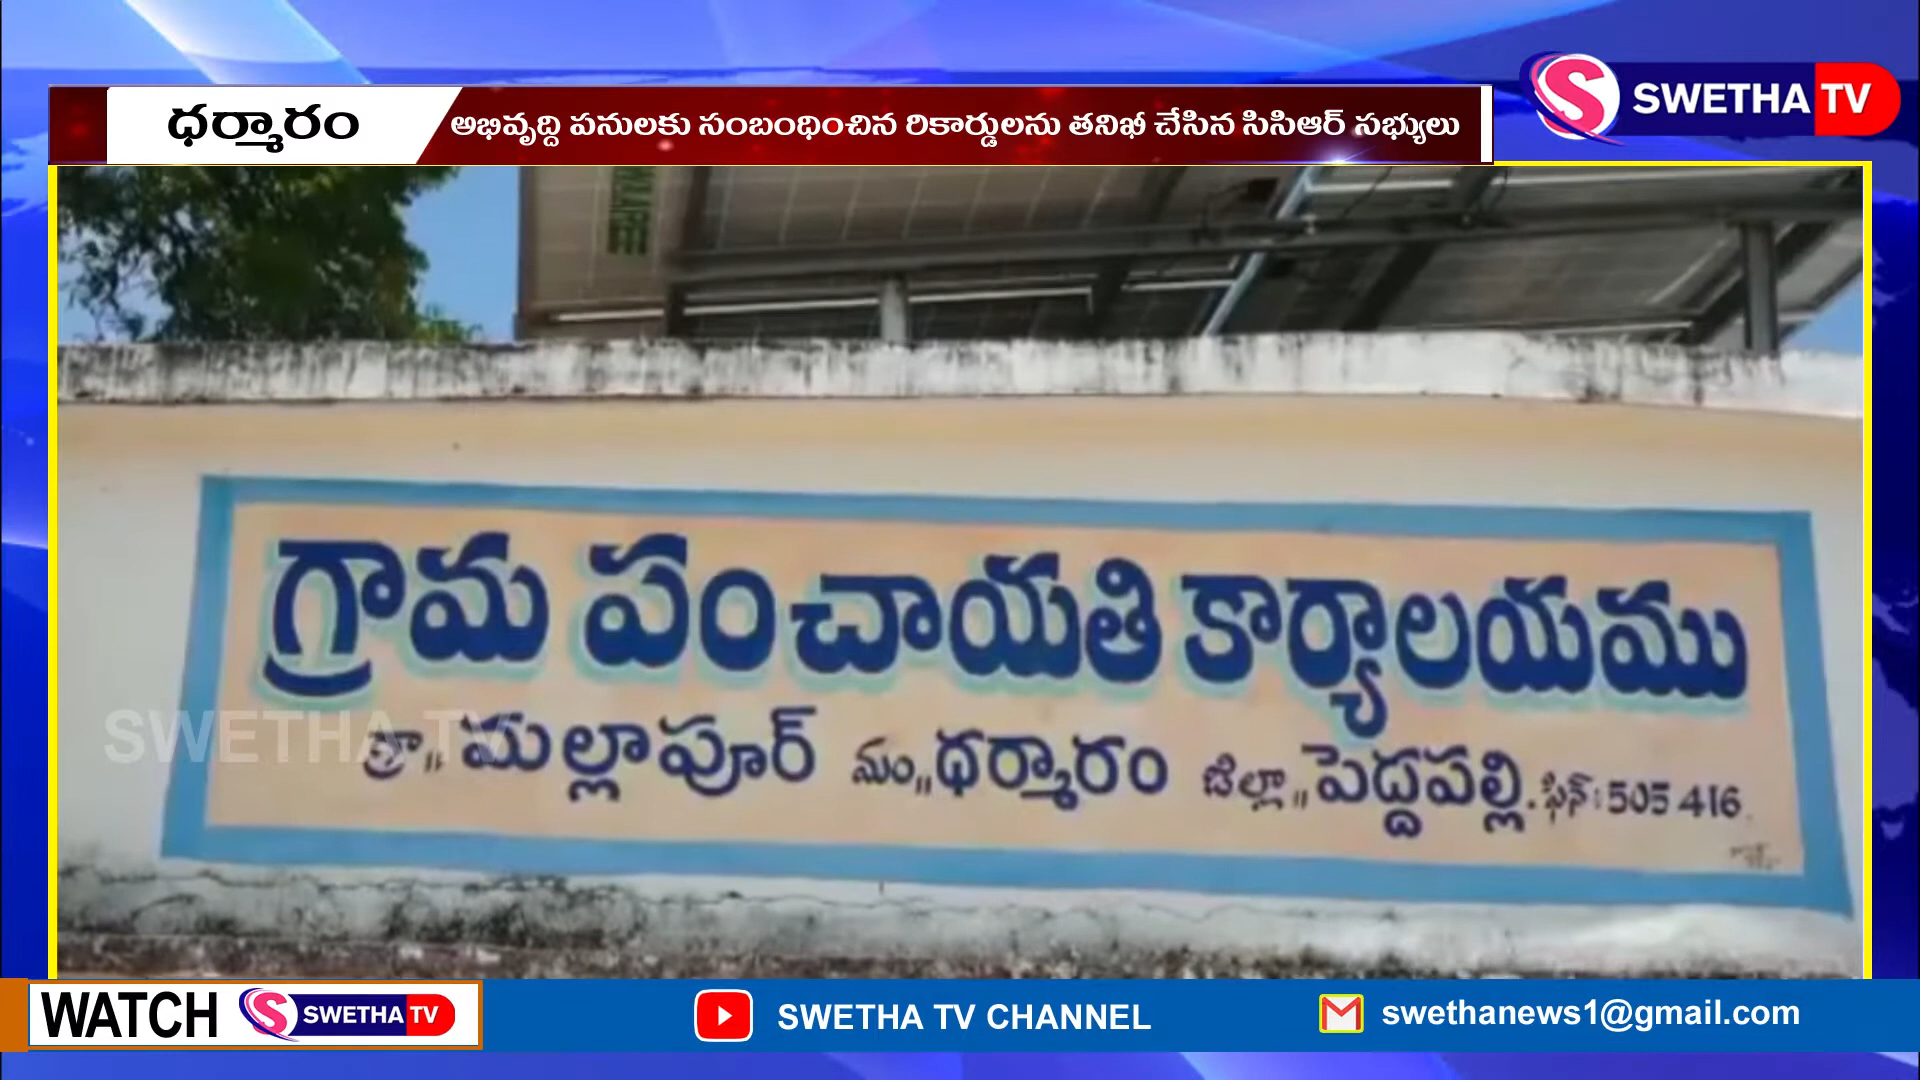 SWETHA TV
ధర్మారం
అభివృద్ది పనులకు సంబంధించిన రికార్డులను తనిఖీ చేసిన సిసిఆర్ సభ్యులు
గ్రామ పంచాయతి కార్యాలయము
గ్రా,, మల్లాపూర్ మం,, ధర్మారం జిల్లా,, పెద్దపల్లి. పిన్: 505 416.
SWETHA TV
WATCH SWETHA TV
SWETHA TV CHANNEL
swethanews1@gmail.com